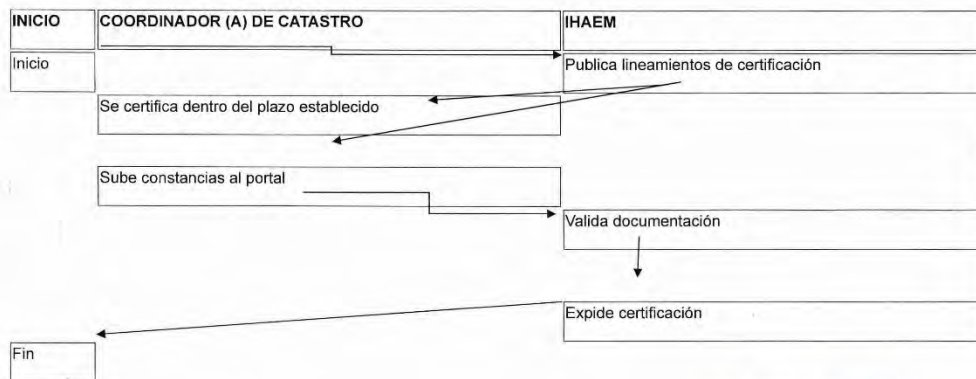 INICIO COORDINADOR (A) DE CATASTRO IHAEM
Inicio Publica lineamientos de certificación
Se certifica dentro del plazo establecido
Sube constancias al portal
Valida documentación
Expide certificación
Fin